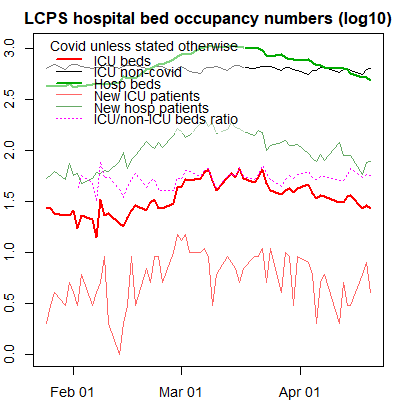 LCPS hospital bed occupancy numbers (log10)
Covid unless stated otherwise
ICU beds
ICU non-covid
Hosp beds
New ICU patients
New hosp patients
ICU/non-ICU beds ratio
3.0
2.5
2.0
1.5
1.0
0.5
0.0
Feb 01
Mar 01
Apr 01